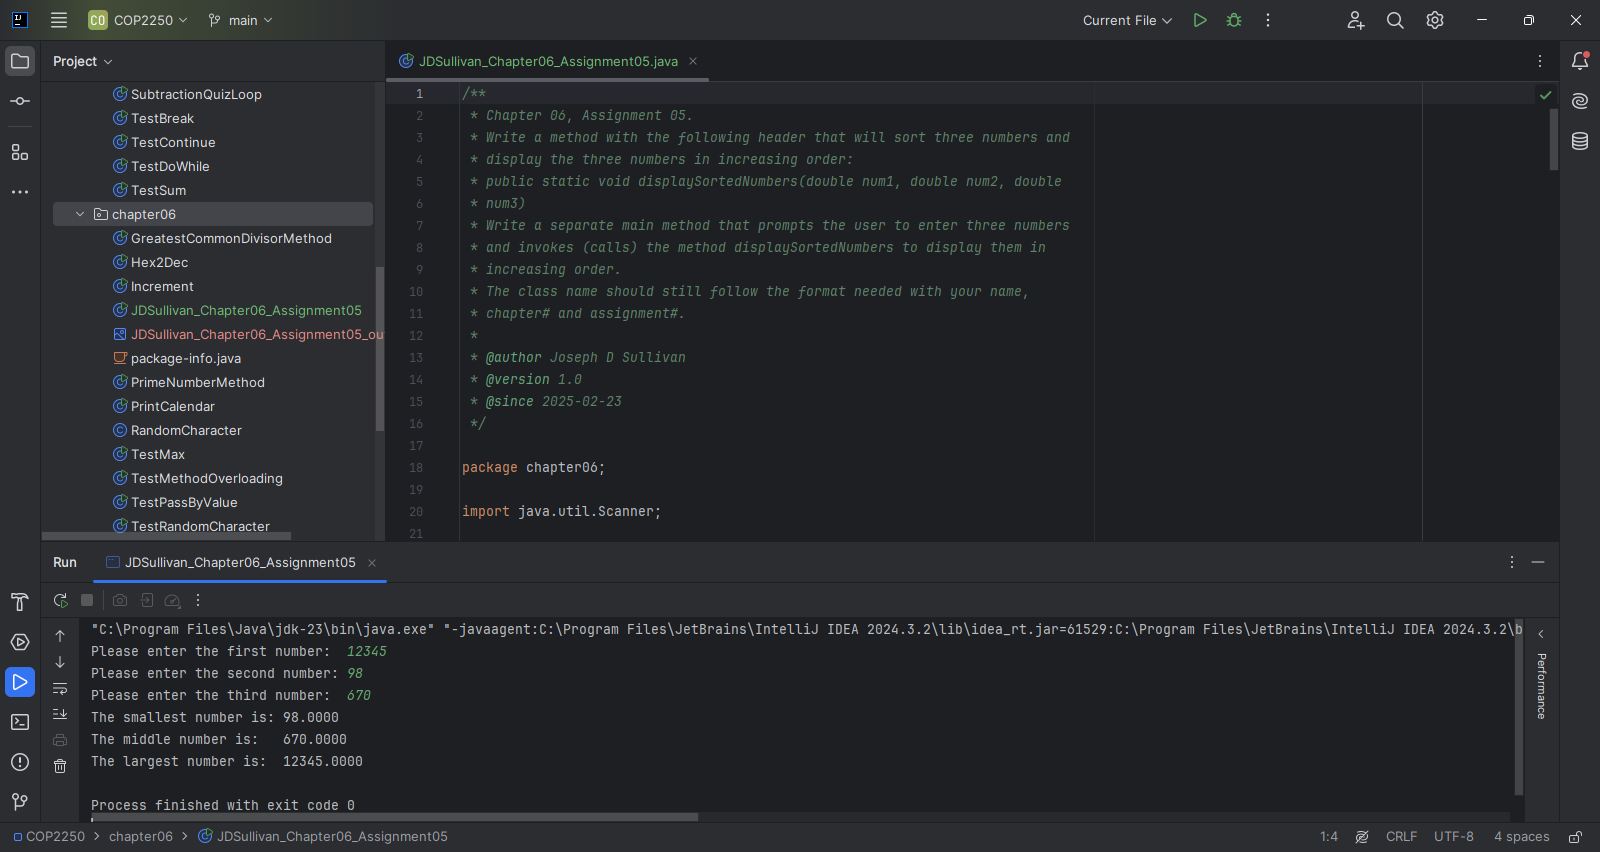 CO COP2250 main Current File
Project
JDSullivan_Chapter06_Assignment05.java
SubtractionQuizLoop
TestBreak
TestContinue
TestDoWhile
TestSum
chapter06
GreatestCommonDivisorMethod
Hex2Dec
Increment
JDSullivan_Chapter06_Assignment05
JDSullivan_Chapter06_Assignment05_ou
package-info.java
PrimeNumberMethod
PrintCalendar
RandomCharacter
TestMax
TestMethodOverloading
TestPassByValue
TestRandomCharacter
1 /**
2 * Chapter 06, Assignment 05.
3 * Write a method with the following header that will sort three numbers and
4 * display the three numbers in increasing order:
5 * public static void displaySortedNumbers(double num1, double num2, double
6 * num3)
7 * Write a separate main method that prompts the user to enter three numbers
8 * and invokes (calls) the method displaySortedNumbers to display them in
9 * increasing order.
10 * The class name should still follow the format needed with your name,
11 * chapter# and assignment#.
12 *
13 * @author Joseph D Sullivan
14 * @version 1.0
15 * @since 2025-02-23
16 */
17
18 package chapter06;
19
20 import java.util.Scanner;
21
Run JDSullivan_Chapter06_Assignment05
"C:\Program Files\Java\jdk-23\bin\java.exe" "-javaagent:C:\Program Files\JetBrains\IntelliJ IDEA 2024.3.2\lib\idea_rt.jar=61529:C:\Program Files\JetBrains\IntelliJ IDEA 2024.3.2\b
Please enter the first number:  12345
Please enter the second number: 98
Please enter the third number:  670
The smallest number is: 98.0000
The middle number is:   670.0000
The largest number is:  12345.0000
Process finished with exit code 0
Performance
COP2250 > chapter06 > JDSullivan_Chapter06_Assignment05
1:4 CRLF UTF-8 4 spaces